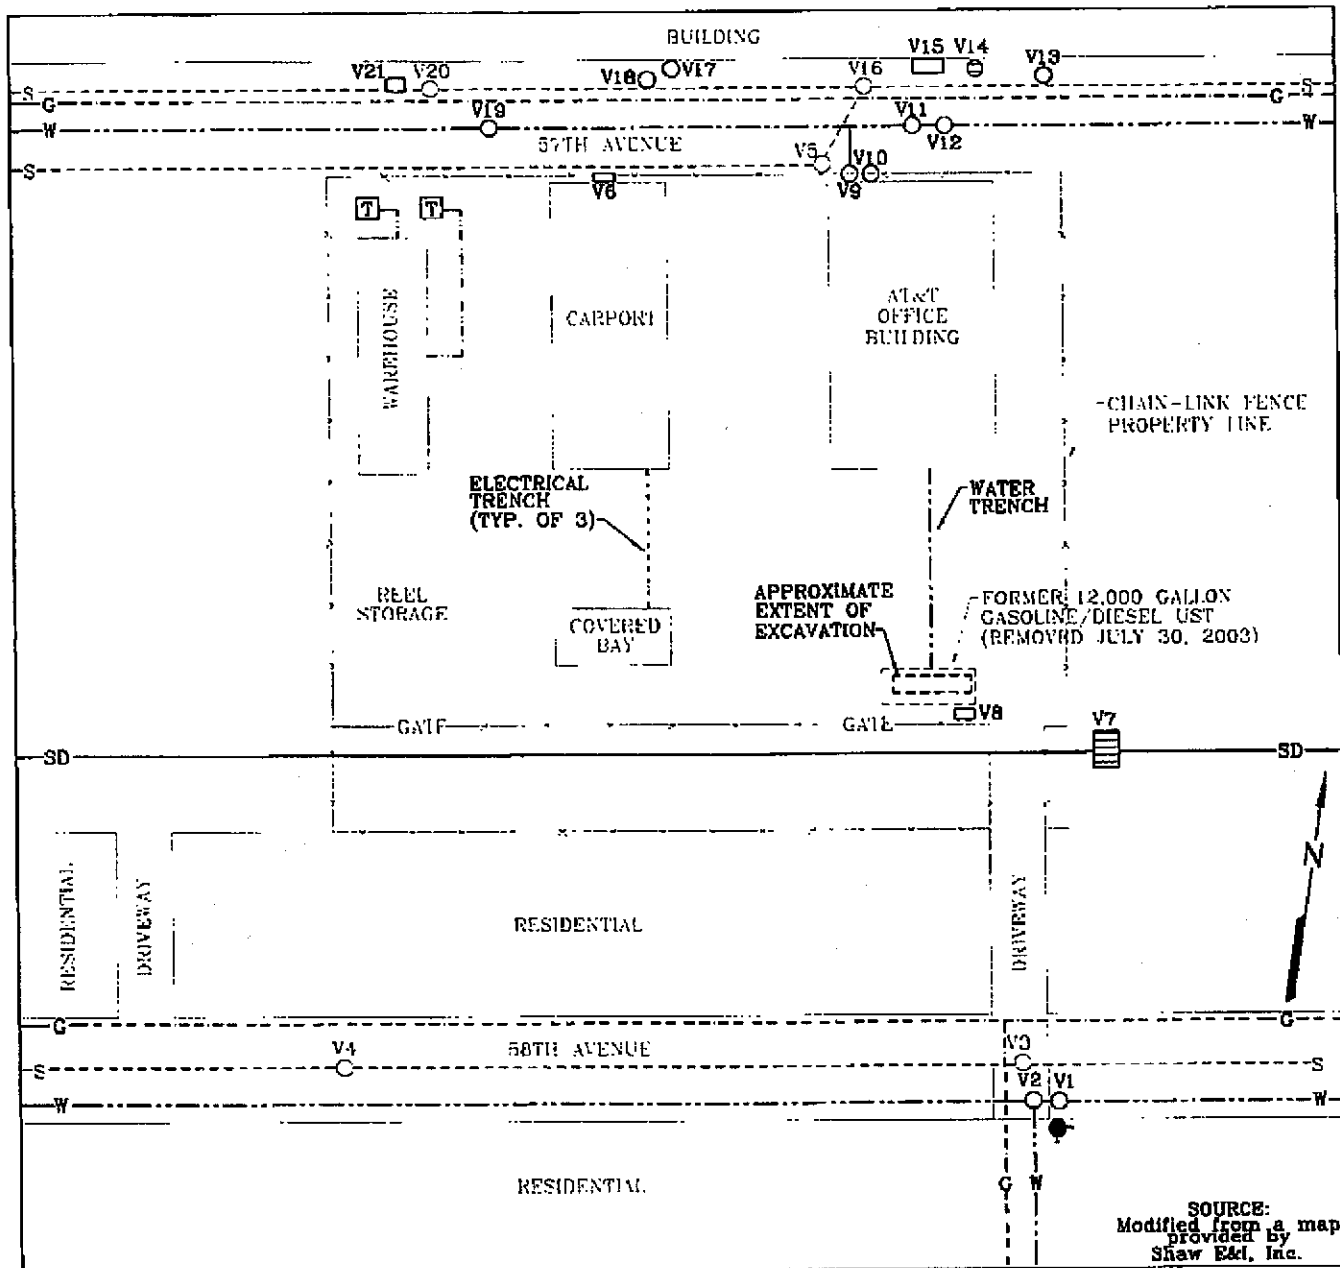 BUILDING
V21
V20
V18
V17
V16
V15
V14
V13
S
S
G
G
V19
V11
V12
W
W
57TH AVENUE
V5
V10
S
V6
V9
T
T
WAREHOUSE
CARPORT
AT&T
OFFICE
BUILDING
CHAIN-LINK FENCE
PROPERTY LINE
ELECTRICAL
TRENCH
(TYP. OF 3)
WATER
TRENCH
REEL
STORAGE
COVERED
BAY
APPROXIMATE
EXTENT OF
EXCAVATION
FORMER 12,000 GALLON
GASOLINE/DIESEL UST
(REMOVED JULY 30, 2003)
V8
GATE
GATE
V7
SD
SD
N
RESIDENTIAL
DRIVEWAY
RESIDENTIAL
DRIVEWAY
G
G
V4
58TH AVENUE
V3
S
S
V2
V1
W
W
RESIDENTIAL
G
W
SOURCE:
Modified from a map
provided by
Shaw E&I, Inc.